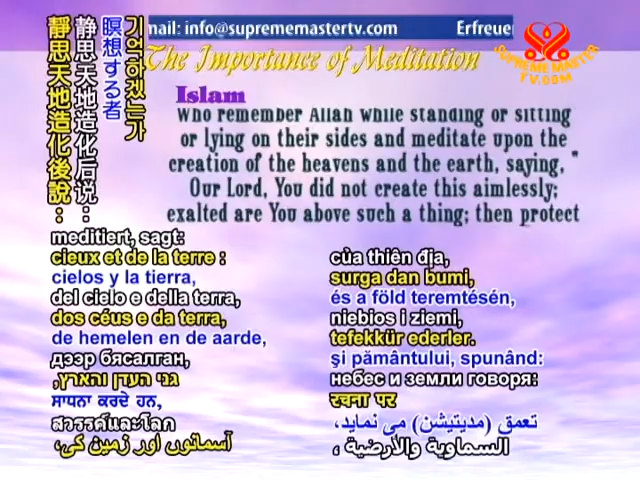 mail: info@suprememastertv.com Erfreuen
SUPREME MASTER
TV.COM
The Importance of Meditation
Islam
Who remember Allah while standing or sitting
or lying on their sides and meditate upon the
creation of the heavens and the earth, saying, "
Our Lord, You did not create this aimlessly;
exalted are You above such a thing; then protect
기억하겠는가
瞑想する者
静思天地造化后说：
靜思天地造化後說：
meditiert, sagt:
cieux et de la terre :
cielos y la tierra,
del cielo e della terra,
dos céus e da terra,
de hemelen en de aarde,
дээр бясалган,
גני העדן והארץ,
ਸਾਧਨਾ ਕਰਦੇ ਹਨ,
สวรรค์และโลก
آسمانوں اور زمین کی،
của thiên địa,
surga dan bumi,
és a föld teremtésén,
niebios i ziemi,
tefekkür ederler.
şi pământului, spunând:
небес и земли говоря:
रचना पर
تعمق (مدیتیشن) می نماید،
السماوية والأرضية ،